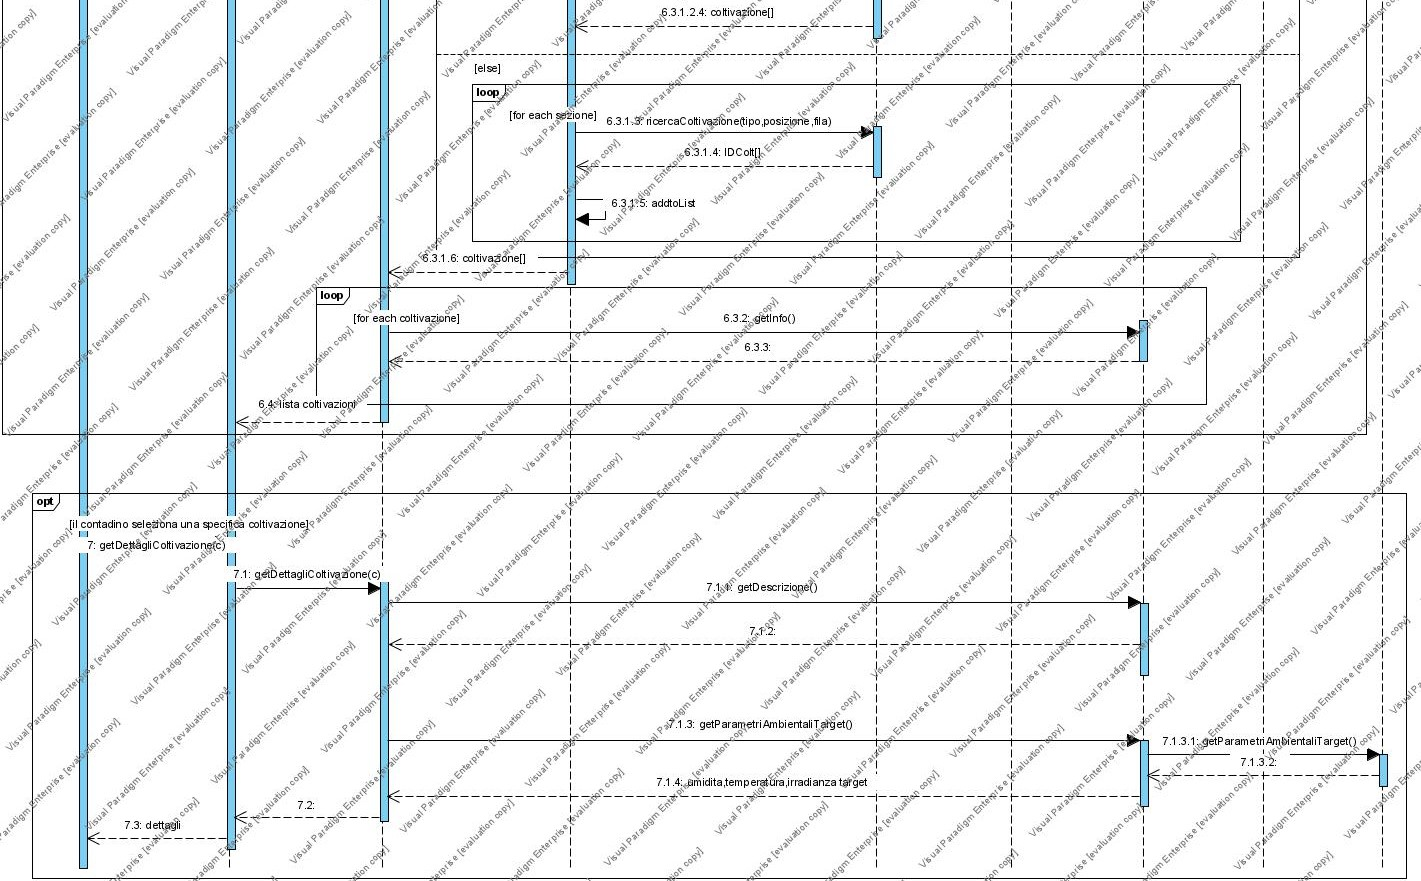 6.3.1.2.4: coltivazione[]
[else]
loop
[for each sezione]
6.3.1.3: ricercaColtivazione(tipo,posizione,fila)
6.3.1.4: IDColt[]
6.3.1.5: addtoList
6.3.1.6: coltivazione[]
loop
[for each coltivazione]
6.3.2: getInfo()
6.3.3:
6.4: lista coltivazioni
opt
[il contadino seleziona una specifica coltivazione]
7: getDettagliColtivazione(c)
7.1: getDettagliColtivazione(c)
7.1.1: getDescrizione()
7.1.2:
7.1.3: getParametriAmbientaliTarget()
7.1.3.1: getParametriAmbientaliTarget()
7.1.3.2:
7.1.4: umidita,temperatura,irradianza target
7.2:
7.3: dettagli
Visual Paradigm Enterprise [evaluation copy]